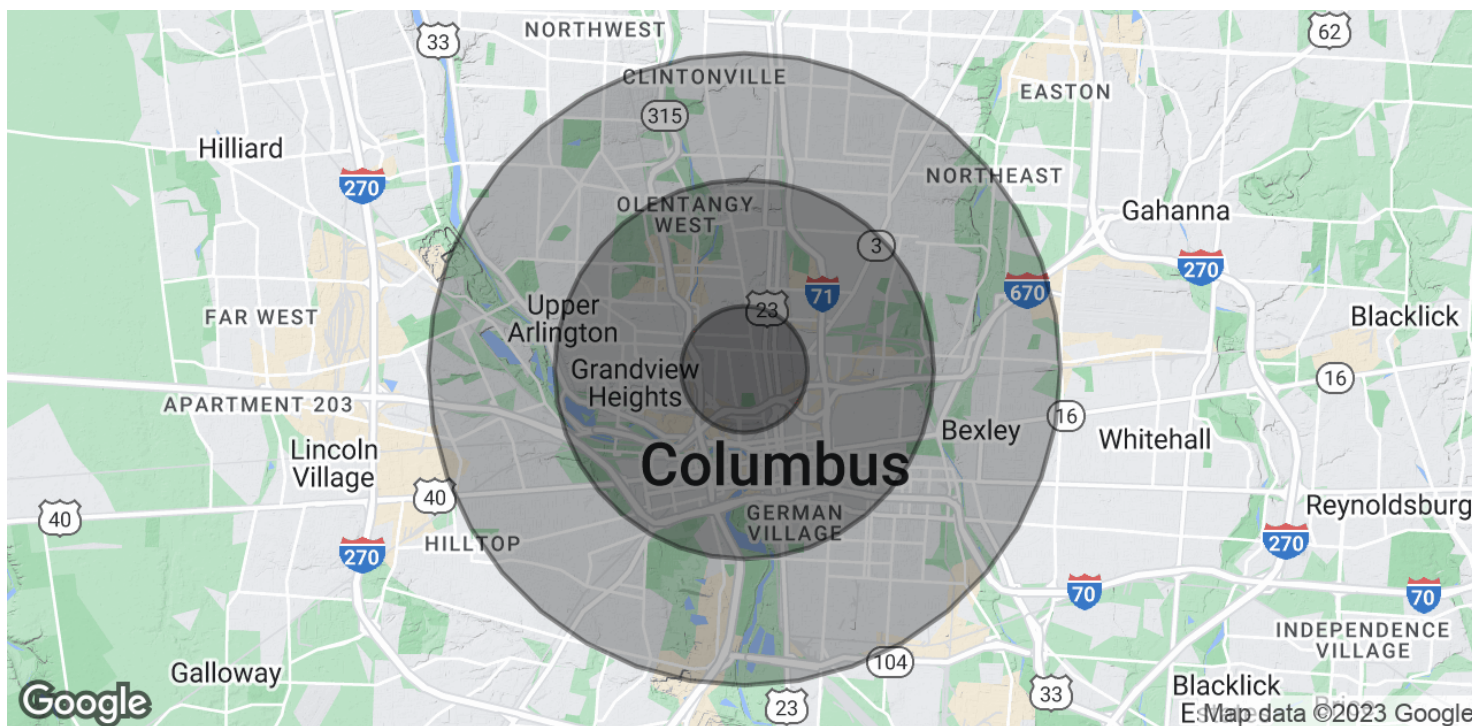 33
NORTHWEST
62
CLINTONVILLE
EASTON
315
Hilliard
270
NORTHEAST
OLENTANGY
WEST
Gahanna
3
270
670
71
23
Upper
Arlington
FAR WEST
Blacklick
Grandview
Heights
16
APARTMENT 203
16
Bexley
Whitehall
Lincoln
Village
Columbus
40
40
Reynoldsburg
GERMAN
VILLAGE
HILLTOP
270
270
70
70
INDEPENDENCE
VILLAGE
104
Galloway
33
23
Blacklick
Google
Map data ©2023 Google